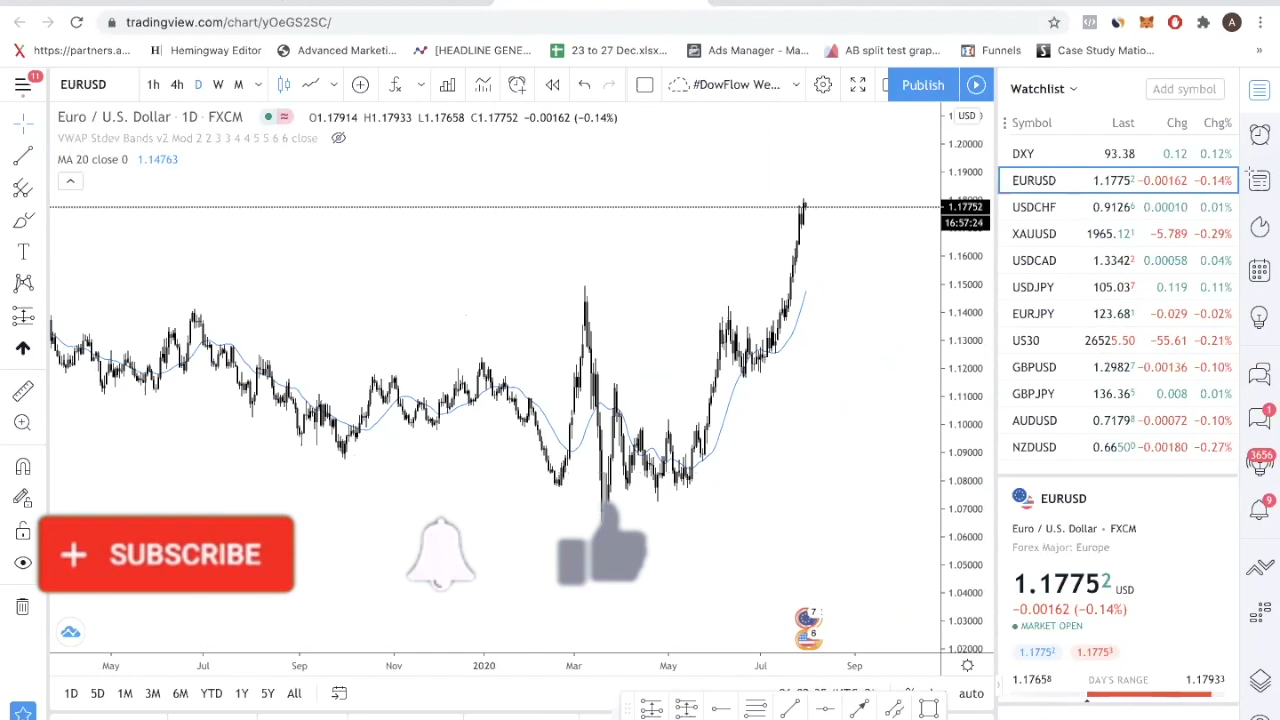 tradingview.com/chart/yOeGS2SC/
A
https://partners.a...
Hemingway Editor
Advanced Marketi...
[HEADLINE GENE...
23 to 27 Dec.xlsx...
Ads Manager - Ma...
AB split test grap...
Funnels
Case Study Matio...
»
11
EURUSD
1h 4h D W M
#DowFlow We...
Publish
Watchlist
Add symbol
Euro / U.S. Dollar · 1D · FXCM
O1.17914 H1.17933 L1.17658 C1.17752 −0.00162 (−0.14%)
VWAP Stdev Bands v2 Mod 2 2 3 3 4 4 5 5 6 6 close
MA 20 close 0 1.14763
USD
1.20000
1.19000
1.17752
16:57:24
1.16000
1.15000
1.14000
1.13000
1.12000
1.11000
1.10000
1.09000
1.08000
1.07000
1.06000
1.05000
1.04000
1.03000
1.02000
Symbol Last Chg Chg%
DXY 93.38 0.12 0.12%
EURUSD 1.17752 −0.00162 −0.14%
USDCHF 0.91266 0.00010 0.01%
XAUUSD 1965.121 −5.789 −0.29%
USDCAD 1.33422 0.00058 0.04%
USDJPY 105.037 0.119 0.11%
EURJPY 123.681 −0.029 −0.02%
US30 26525.50 −55.61 −0.21%
GBPUSD 1.29827 −0.00136 −0.10%
GBPJPY 136.365 0.008 0.01%
AUDUSD 0.71798 −0.00072 −0.10%
NZDUSD 0.66500 −0.00180 −0.27%
1
3656
9
EURUSD
Euro / U.S. Dollar • FXCM
Forex Major: Europe
1.17752 USD
−0.00162 (−0.14%)
MARKET OPEN
1.17752 1.17753
1.17658 DAY'S RANGE 1.17933
+ SUBSCRIBE
7
6
May Jul Sep Nov 2020 Mar May Jul Sep
1D 5D 1M 3M 6M YTD 1Y 5Y All
auto